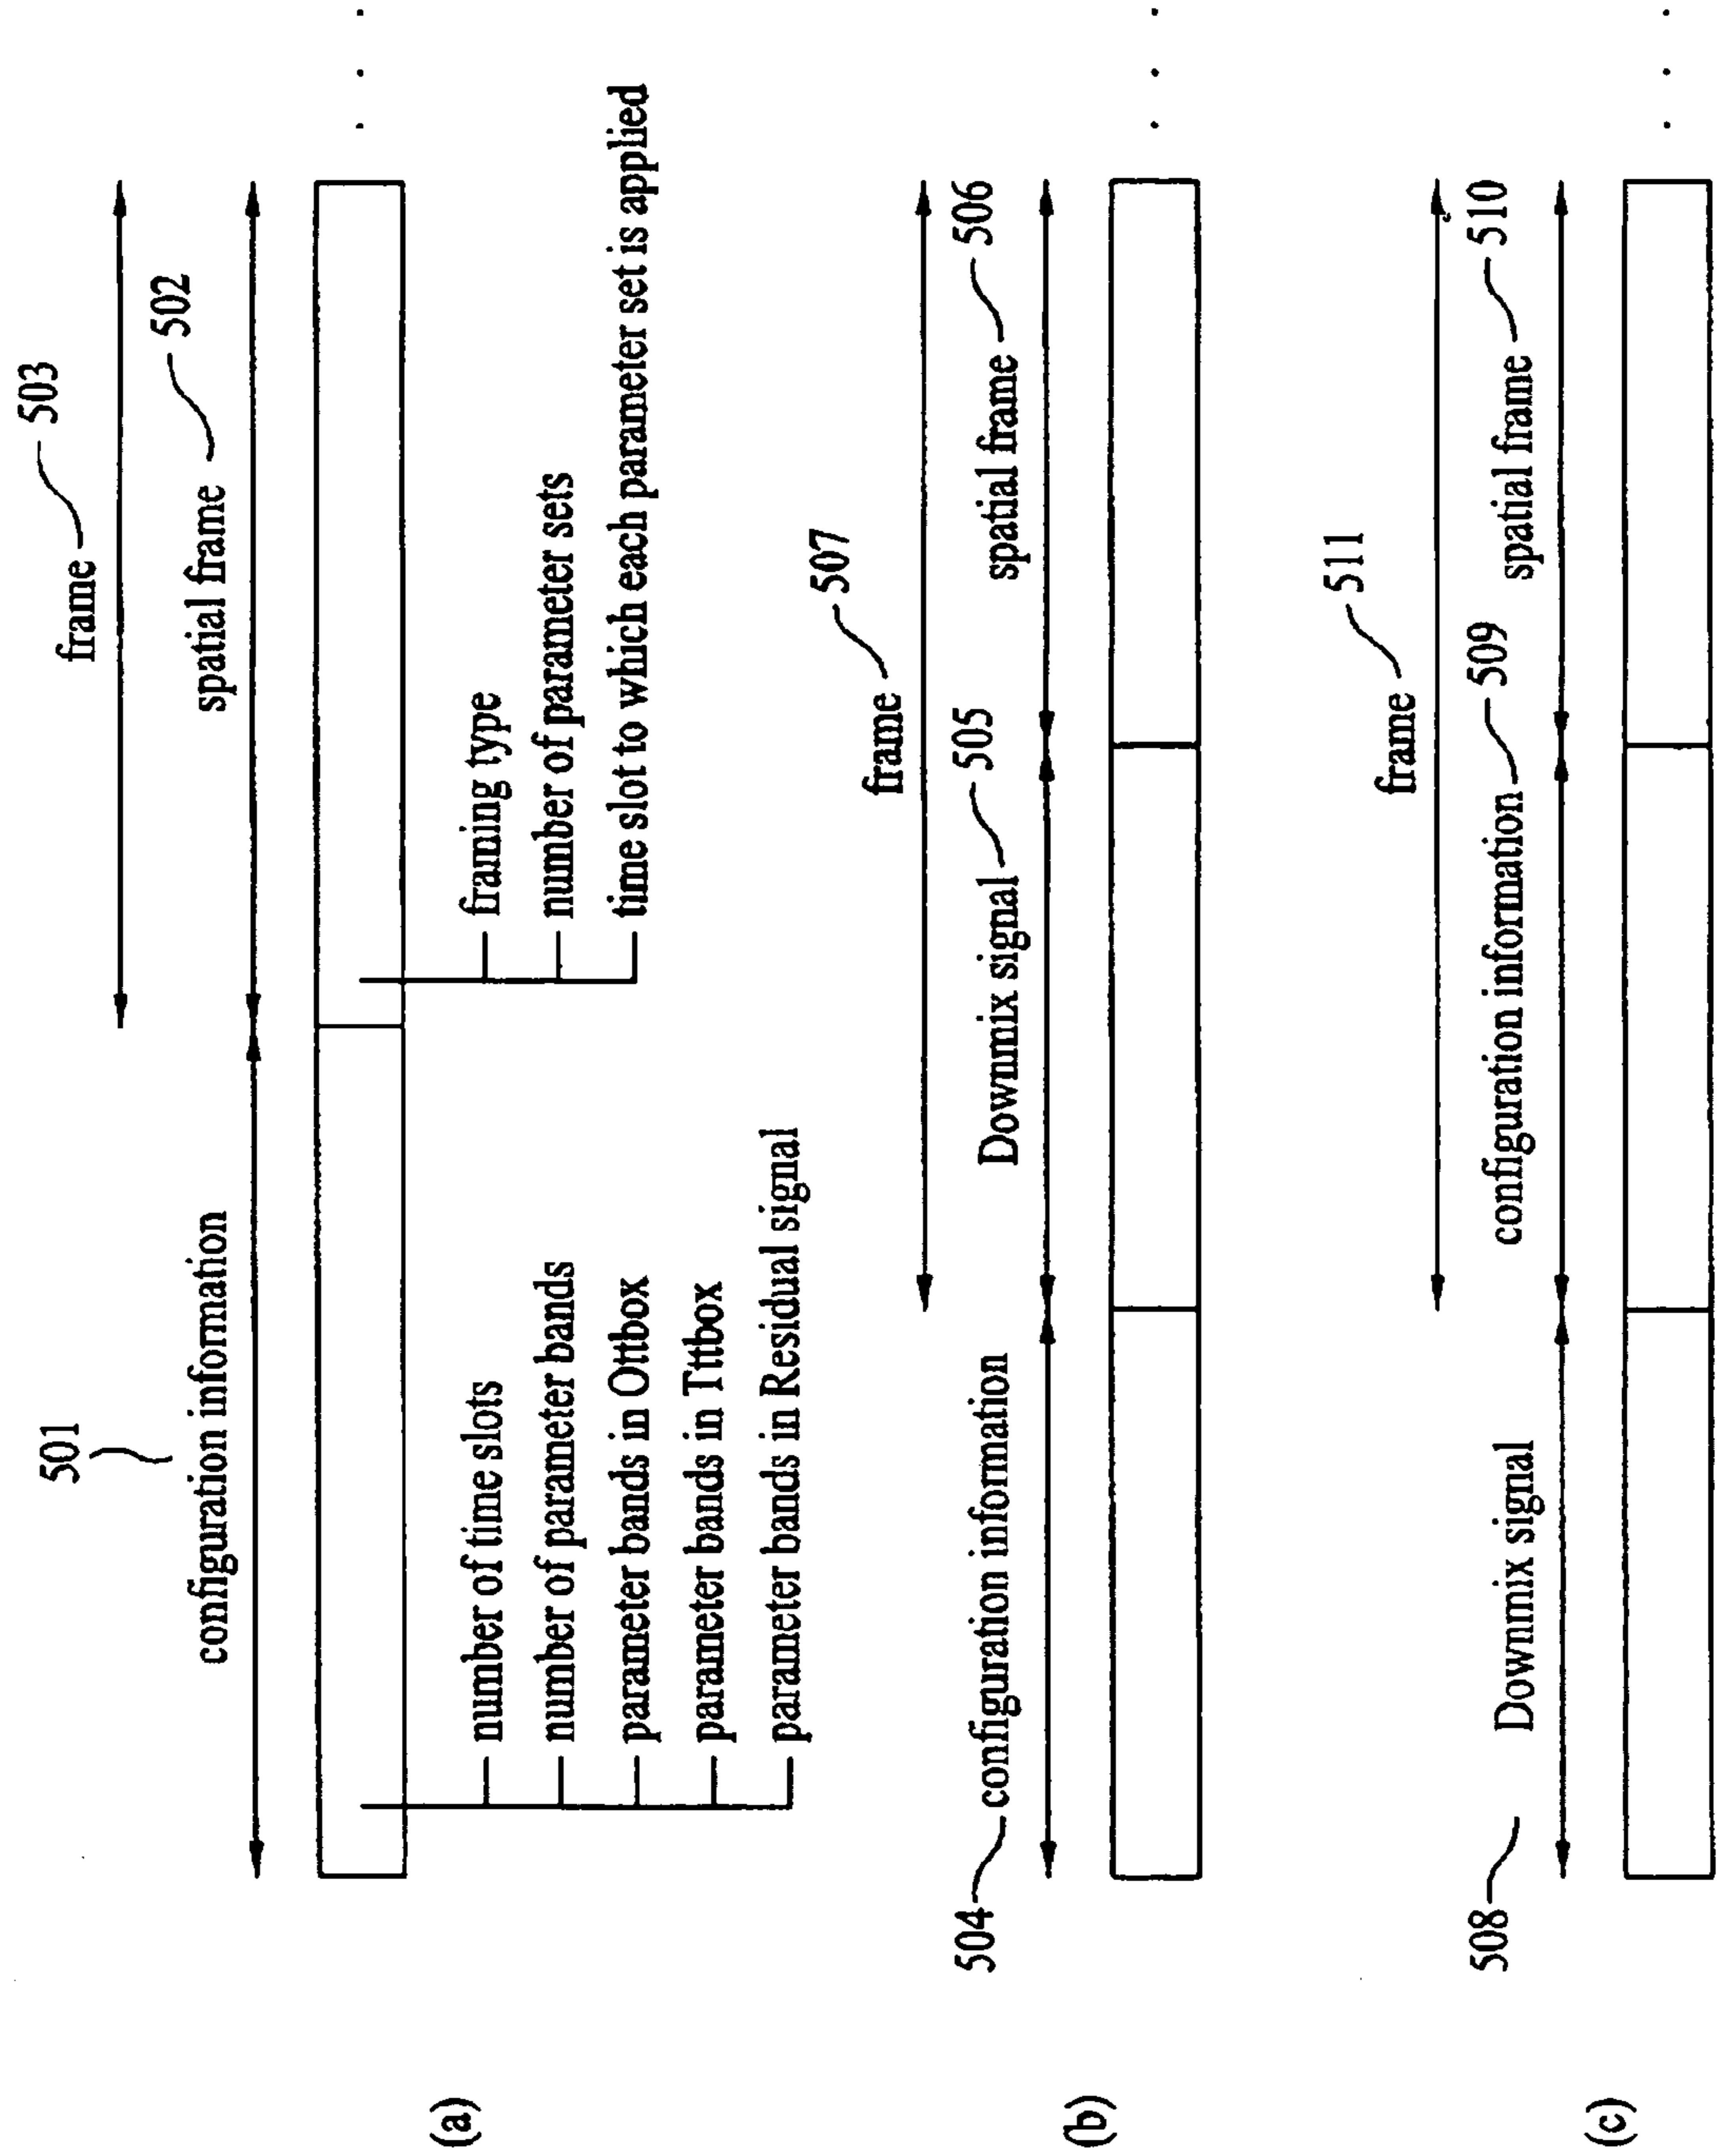 (a)
501
configuration information
frame 503
spatial frame 502
number of time slots
number of parameter bands
parameter bands in Ottbox
parameter bands in Tttbox
parameter bands in Residual signal
framing type
number of parameter sets
time slot to which each parameter set is applied
. . .
(b)
frame 507
504 configuration information
Downmix signal 505
spatial frame 506
. . .
(c)
frame 511
508
Downmix signal
configuration information 509
spatial frame 510
. . .